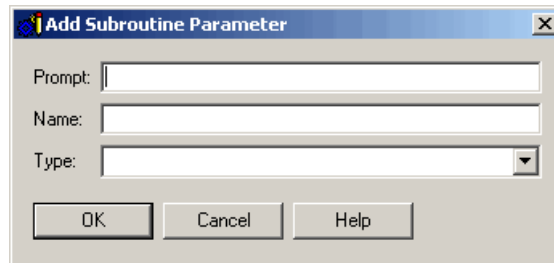 Add Subroutine Parameter
Prompt:
Name:
Type:
OK Cancel Help